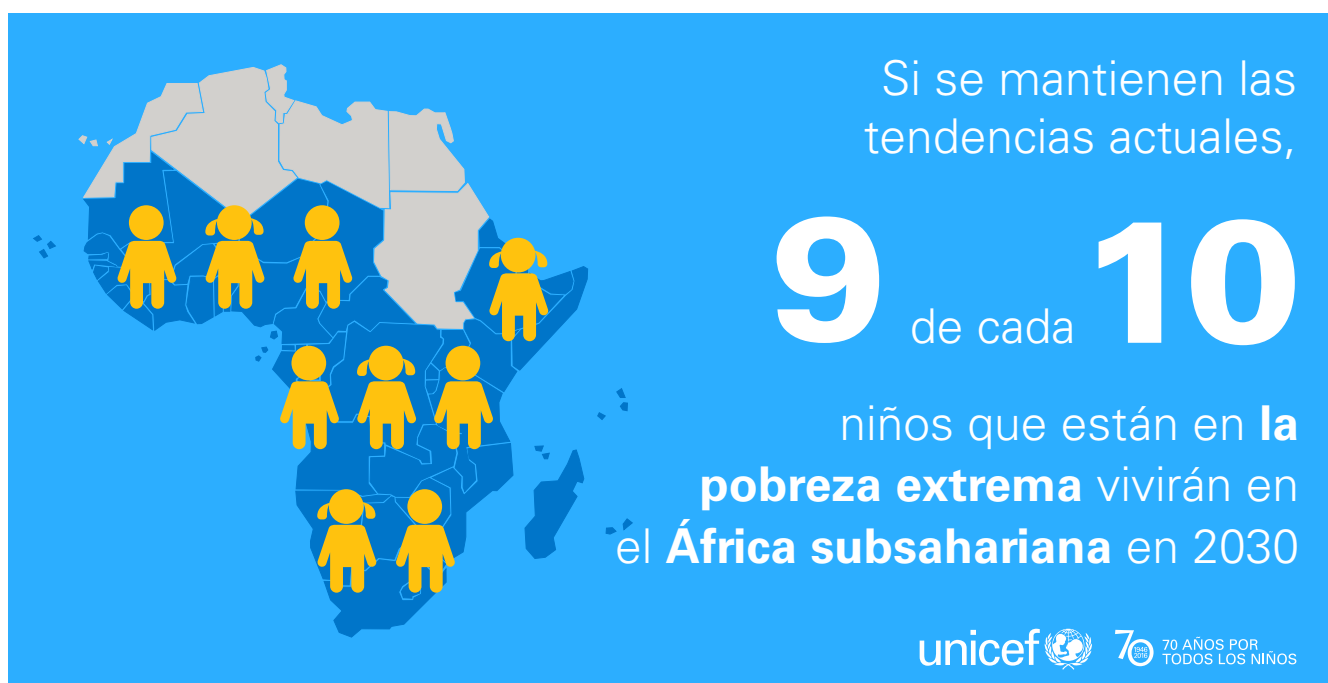 Si se mantienen las
tendencias actuales,
9 de cada 10
niños que están en la
pobreza extrema vivirán en
el África subsahariana en 2030
unicef 70 1946 2016 70 AÑOS POR
TODOS LOS NIÑOS